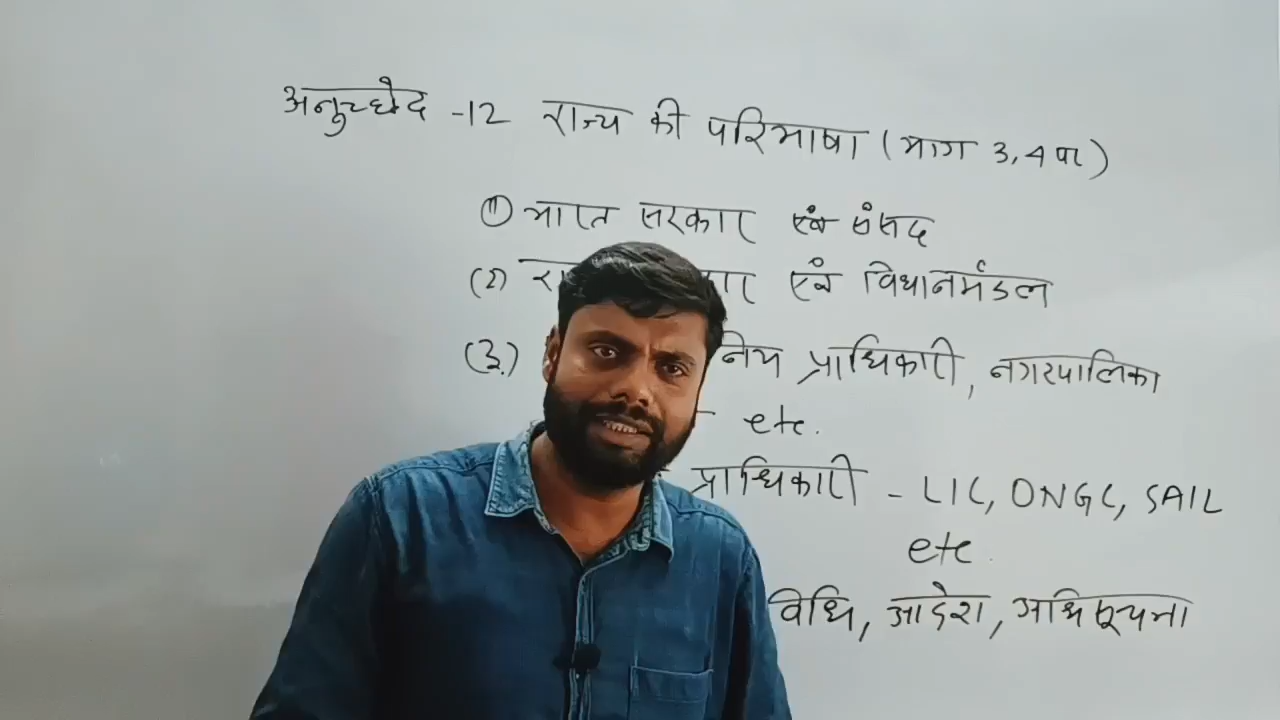 अनुच्छेद -12 राज्य की परिभाषा (भाग 3,4 पर)
(1) भारत सरकार एवं संसद
(2) एवं विधानमंडल
(3.) प्राधिकारी, नगरपालिका
etc.
प्राधिकारी - LIC, ONGC, SAIL
etc.
विधि, आदेश, अधिसूचना